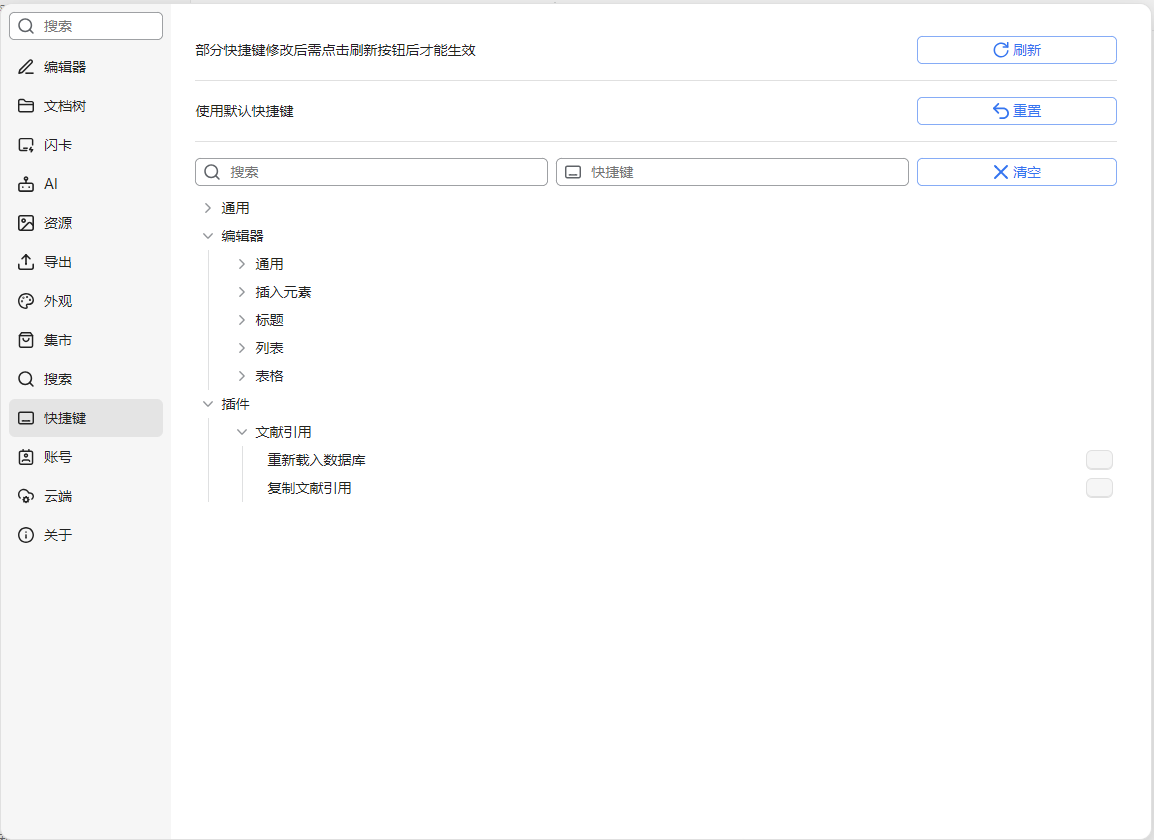 搜索
编辑器
文档树
闪卡
AI
资源
导出
外观
集市
搜索
快捷键
账号
云端
关于
部分快捷键修改后需点击刷新按钮后才能生效
刷新
使用默认快捷键
重置
搜索
快捷键
清空
通用
编辑器
通用
插入元素
标题
列表
表格
插件
文献引用
重新载入数据库
复制文献引用